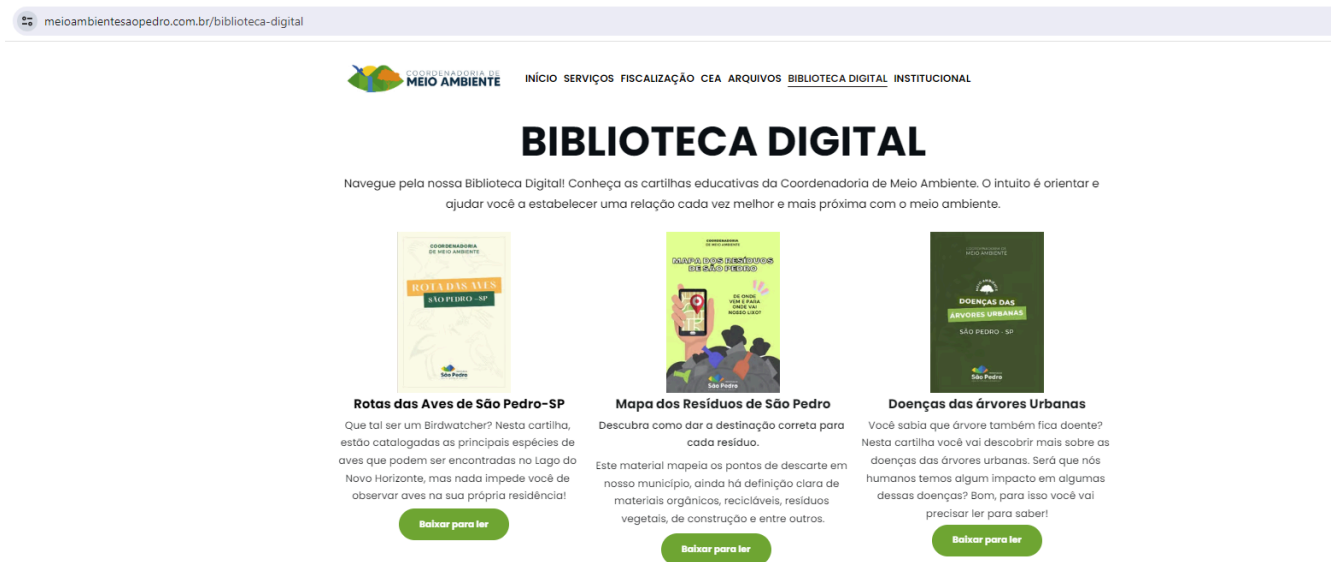 meioambientesaopedro.com.br/biblioteca-digital
COORDENADORIA DE
MEIO AMBIENTE
INÍCIO SERVIÇOS FISCALIZAÇÃO CEA ARQUIVOS BIBLIOTECA DIGITAL INSTITUCIONAL
BIBLIOTECA DIGITAL
Navegue pela nossa Biblioteca Digital! Conheça as cartilhas educativas da Coordenadoria de Meio Ambiente. O intuito é orientar e
ajudar você a estabelecer uma relação cada vez melhor e mais próxima com o meio ambiente.
COORDENADORIA
DE MEIO AMBIENTE
ROTA DAS AVES
SÃO PEDRO - SP
São Pedro
Rotas das Aves de São Pedro-SP
Que tal ser um Birdwatcher? Nesta cartilha,
estão catalogadas as principais espécies de
aves que podem ser encontradas no Lago do
Novo Horizonte, mas nada impede você de
observar aves na sua própria residência!
Baixar para ler
COORDENADORIA
DE MEIO AMBIENTE
MAPA DOS RESÍDUOS
DE SÃO PEDRO
DE ONDE
VEM E PARA
ONDE VAI
NOSSO LIXO?
São Pedro
Mapa dos Resíduos de São Pedro
Descubra como dar a destinação correta para
cada resíduo.
Este material mapeia os pontos de descarte em
nosso município, ainda há definição clara de
materiais orgânicos, recicláveis, resíduos
vegetais, de construção e entre outros.
Baixar para ler
COORDENADORIA DE
MEIO AMBIENTE
DOENÇAS DAS
ÁRVORES URBANAS
SÃO PEDRO - SP
São Pedro
Doenças das árvores Urbanas
Você sabia que árvore também fica doente?
Nesta cartilha você vai descobrir mais sobre as
doenças das árvores urbanas. Será que nós
humanos temos algum impacto em algumas
dessas doenças? Bom, para isso você vai
precisar ler para saber!
Baixar para ler